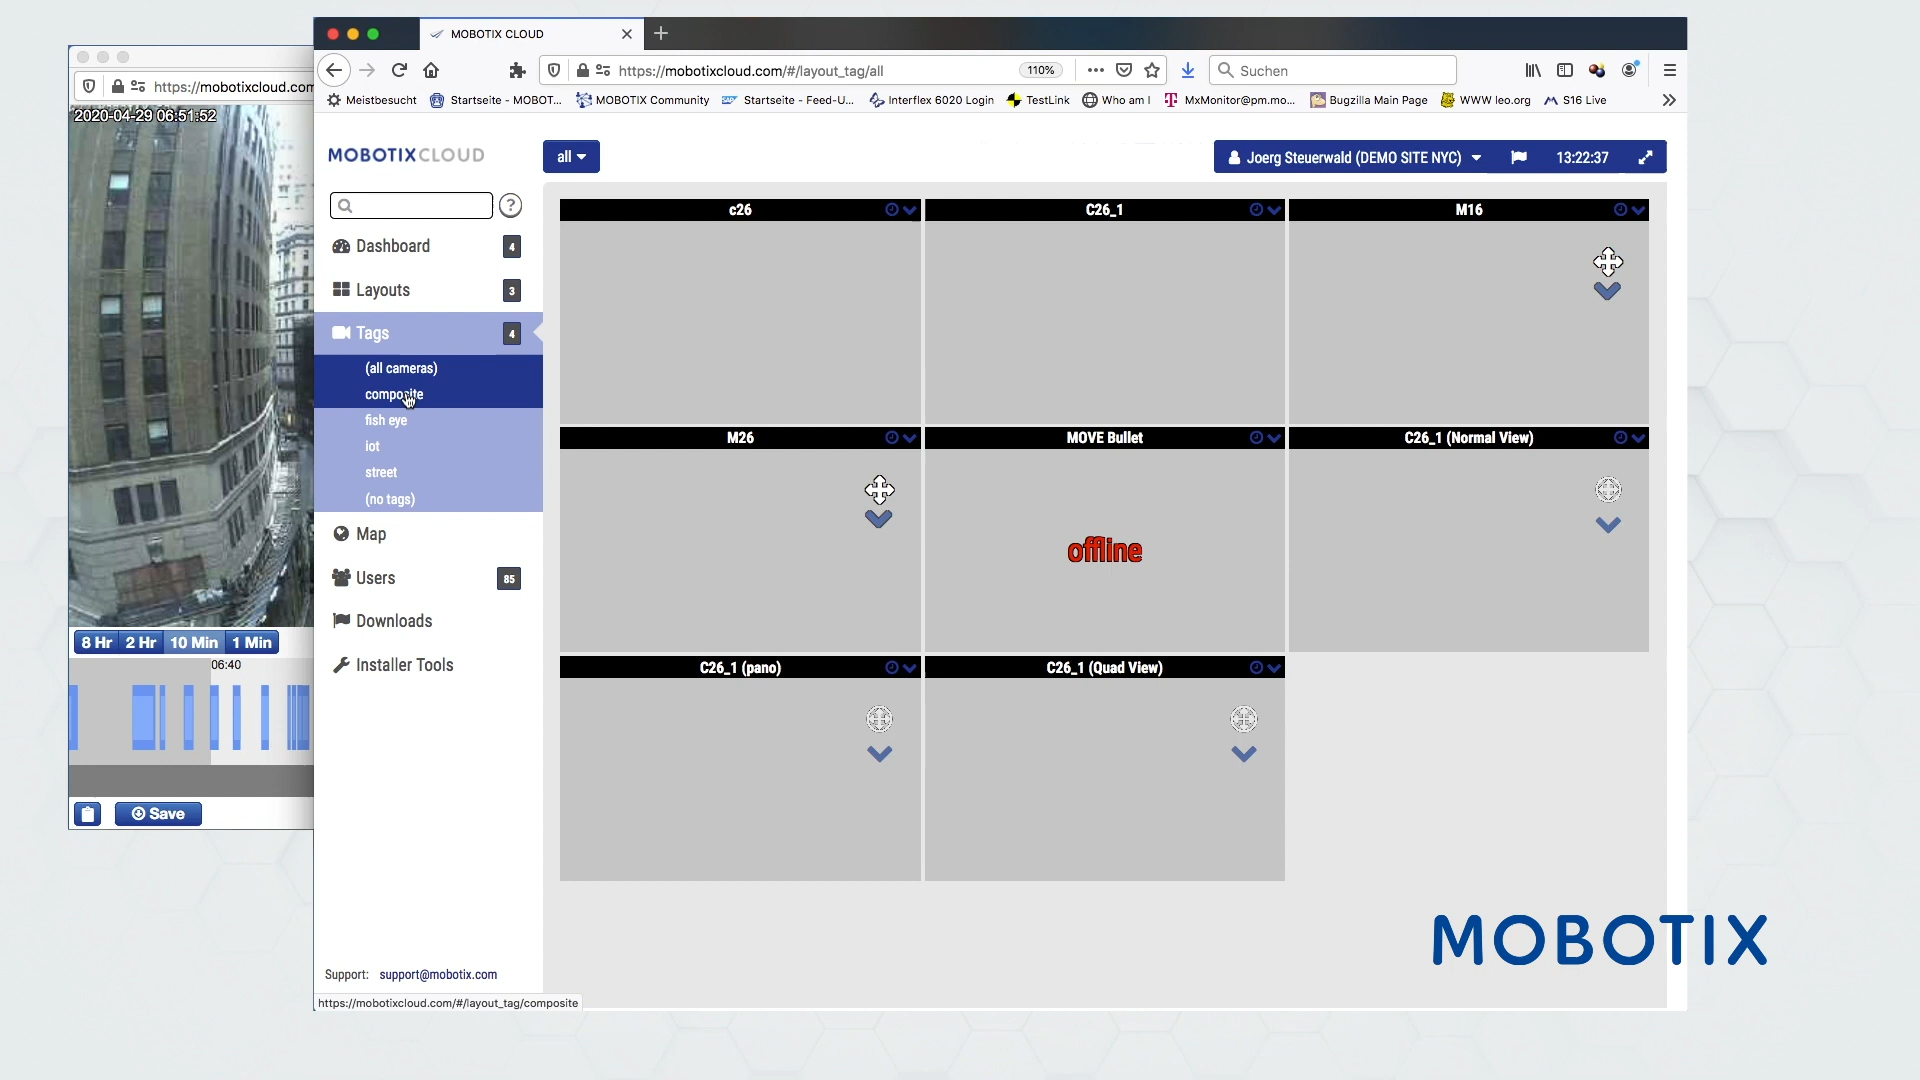 MOBOTIX CLOUD
https://mobotixcloud.com
https://mobotixcloud.com/#/layout_tag/all
110%
Suchen
Meistbesucht
Startseite - MOBOT...
MOBOTIX Community
Startseite - Feed-U...
Interflex 6020 Login
TestLink
Who am I
MxMonitor@pm.mo...
Bugzilla Main Page
WWW leo.org
S16 Live
2020-04-29 06:51:52
MOBOTIXCLOUD
all
Joerg Steuerwald (DEMO SITE NYC)
13:22:37
Dashboard 4
Layouts 3
Tags 4
(all cameras)
composite
fish eye
iot
street
(no tags)
Map
Users 85
Downloads
Installer Tools
c26
C26_1
M16
M26
MOVE Bullet
C26_1 (Normal View)
offline
C26_1 (pano)
C26_1 (Quad View)
8 Hr 2 Hr 10 Min 1 Min
06:40
Save
Support: support@mobotix.com
https://mobotixcloud.com/#/layout_tag/composite
MOBOTIX